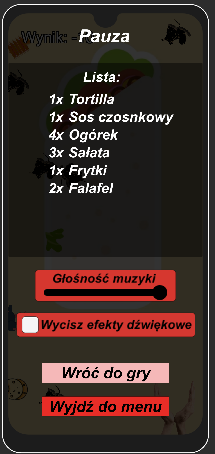 Wynik: -
Pauza
Lista:
1x Tortilla
1x Sos czosnkowy
4x Ogórek
3x Sałata
1x Frytki
2x Falafel
Głośność muzyki
Wycisz efekty dźwiękowe
Wróć do gry
Wyjdź do menu